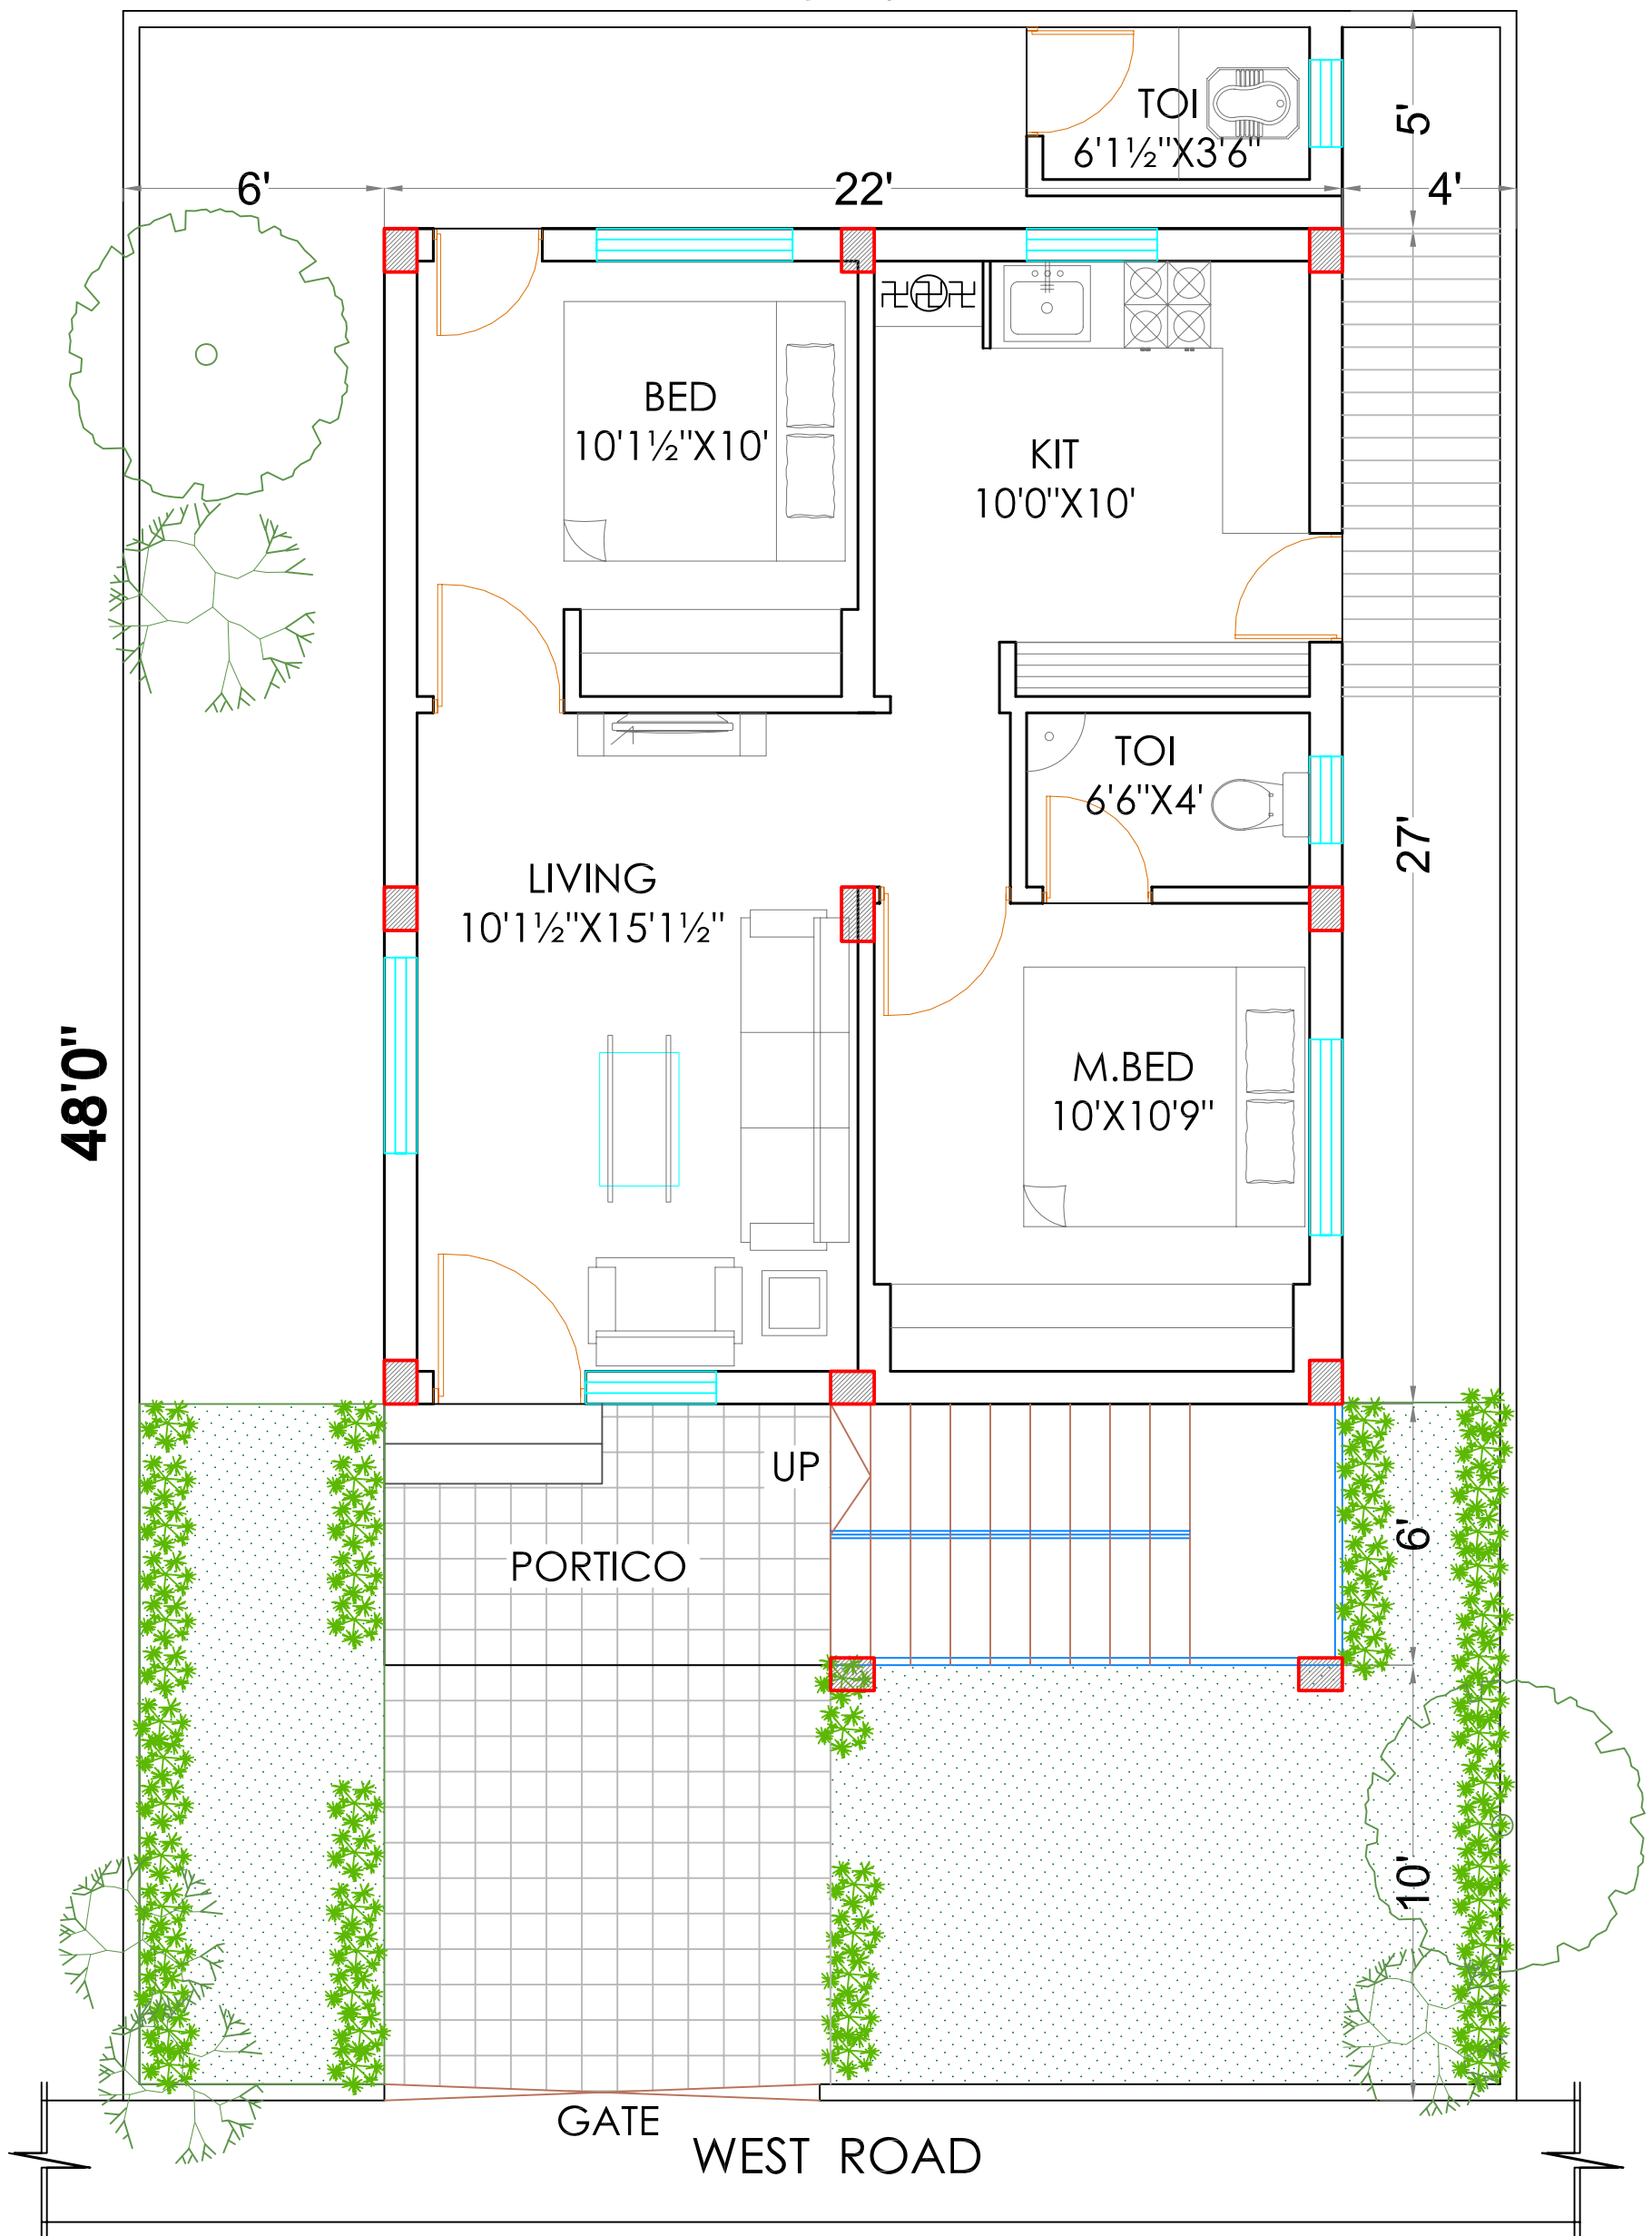 TOI
6'1½"X3'6"
5'
6'
22'
4'
BED
10'1½"X10'
KIT
10'0"X10'
TOI
6'6"X4'
27'
LIVING
10'1½"X15'1½"
48'0"
M.BED
10'X10'9"
UP
6'
PORTICO
10'
GATE
WEST ROAD